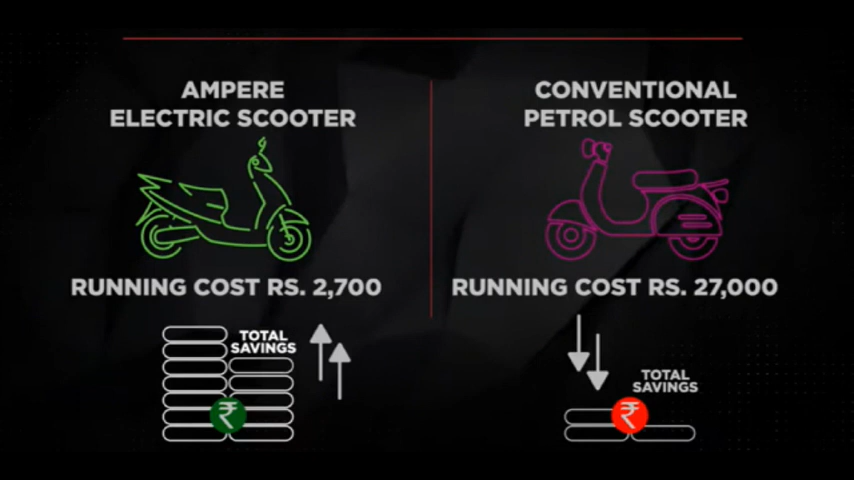 AMPERE
ELECTRIC SCOOTER
RUNNING COST RS. 2,700
TOTAL
SAVINGS
₹
CONVENTIONAL
PETROL SCOOTER
RUNNING COST RS. 27,000
TOTAL
SAVINGS
₹